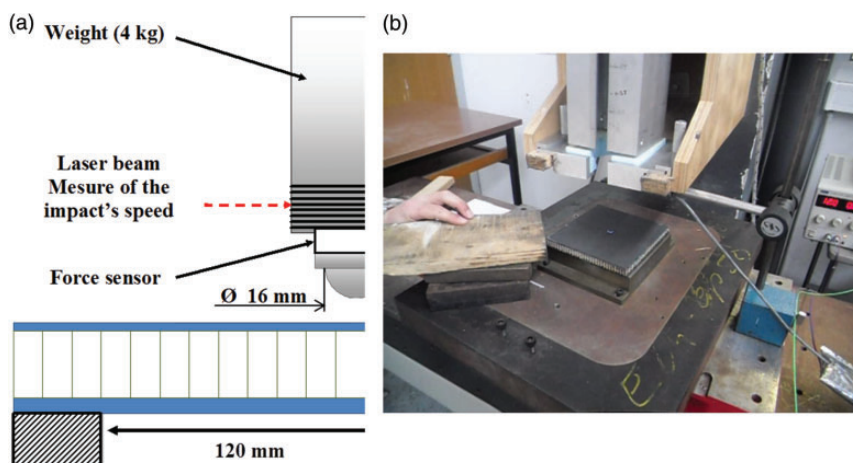 (a)
Weight (4 kg)
Laser beam
Mesure of the
impact's speed
Force sensor
Ø 16 mm
120 mm
(b)